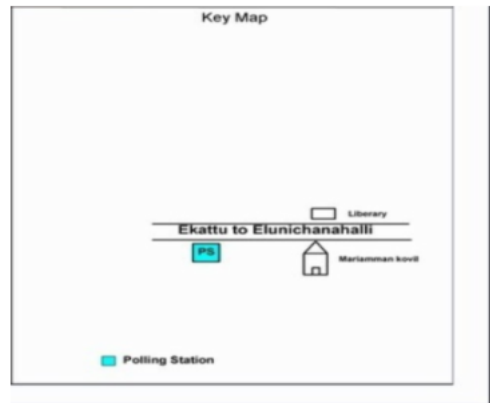 Key Map
Liberary
Ekattu to Elunichanahalli
PS
Mariamman kovil
Polling Station